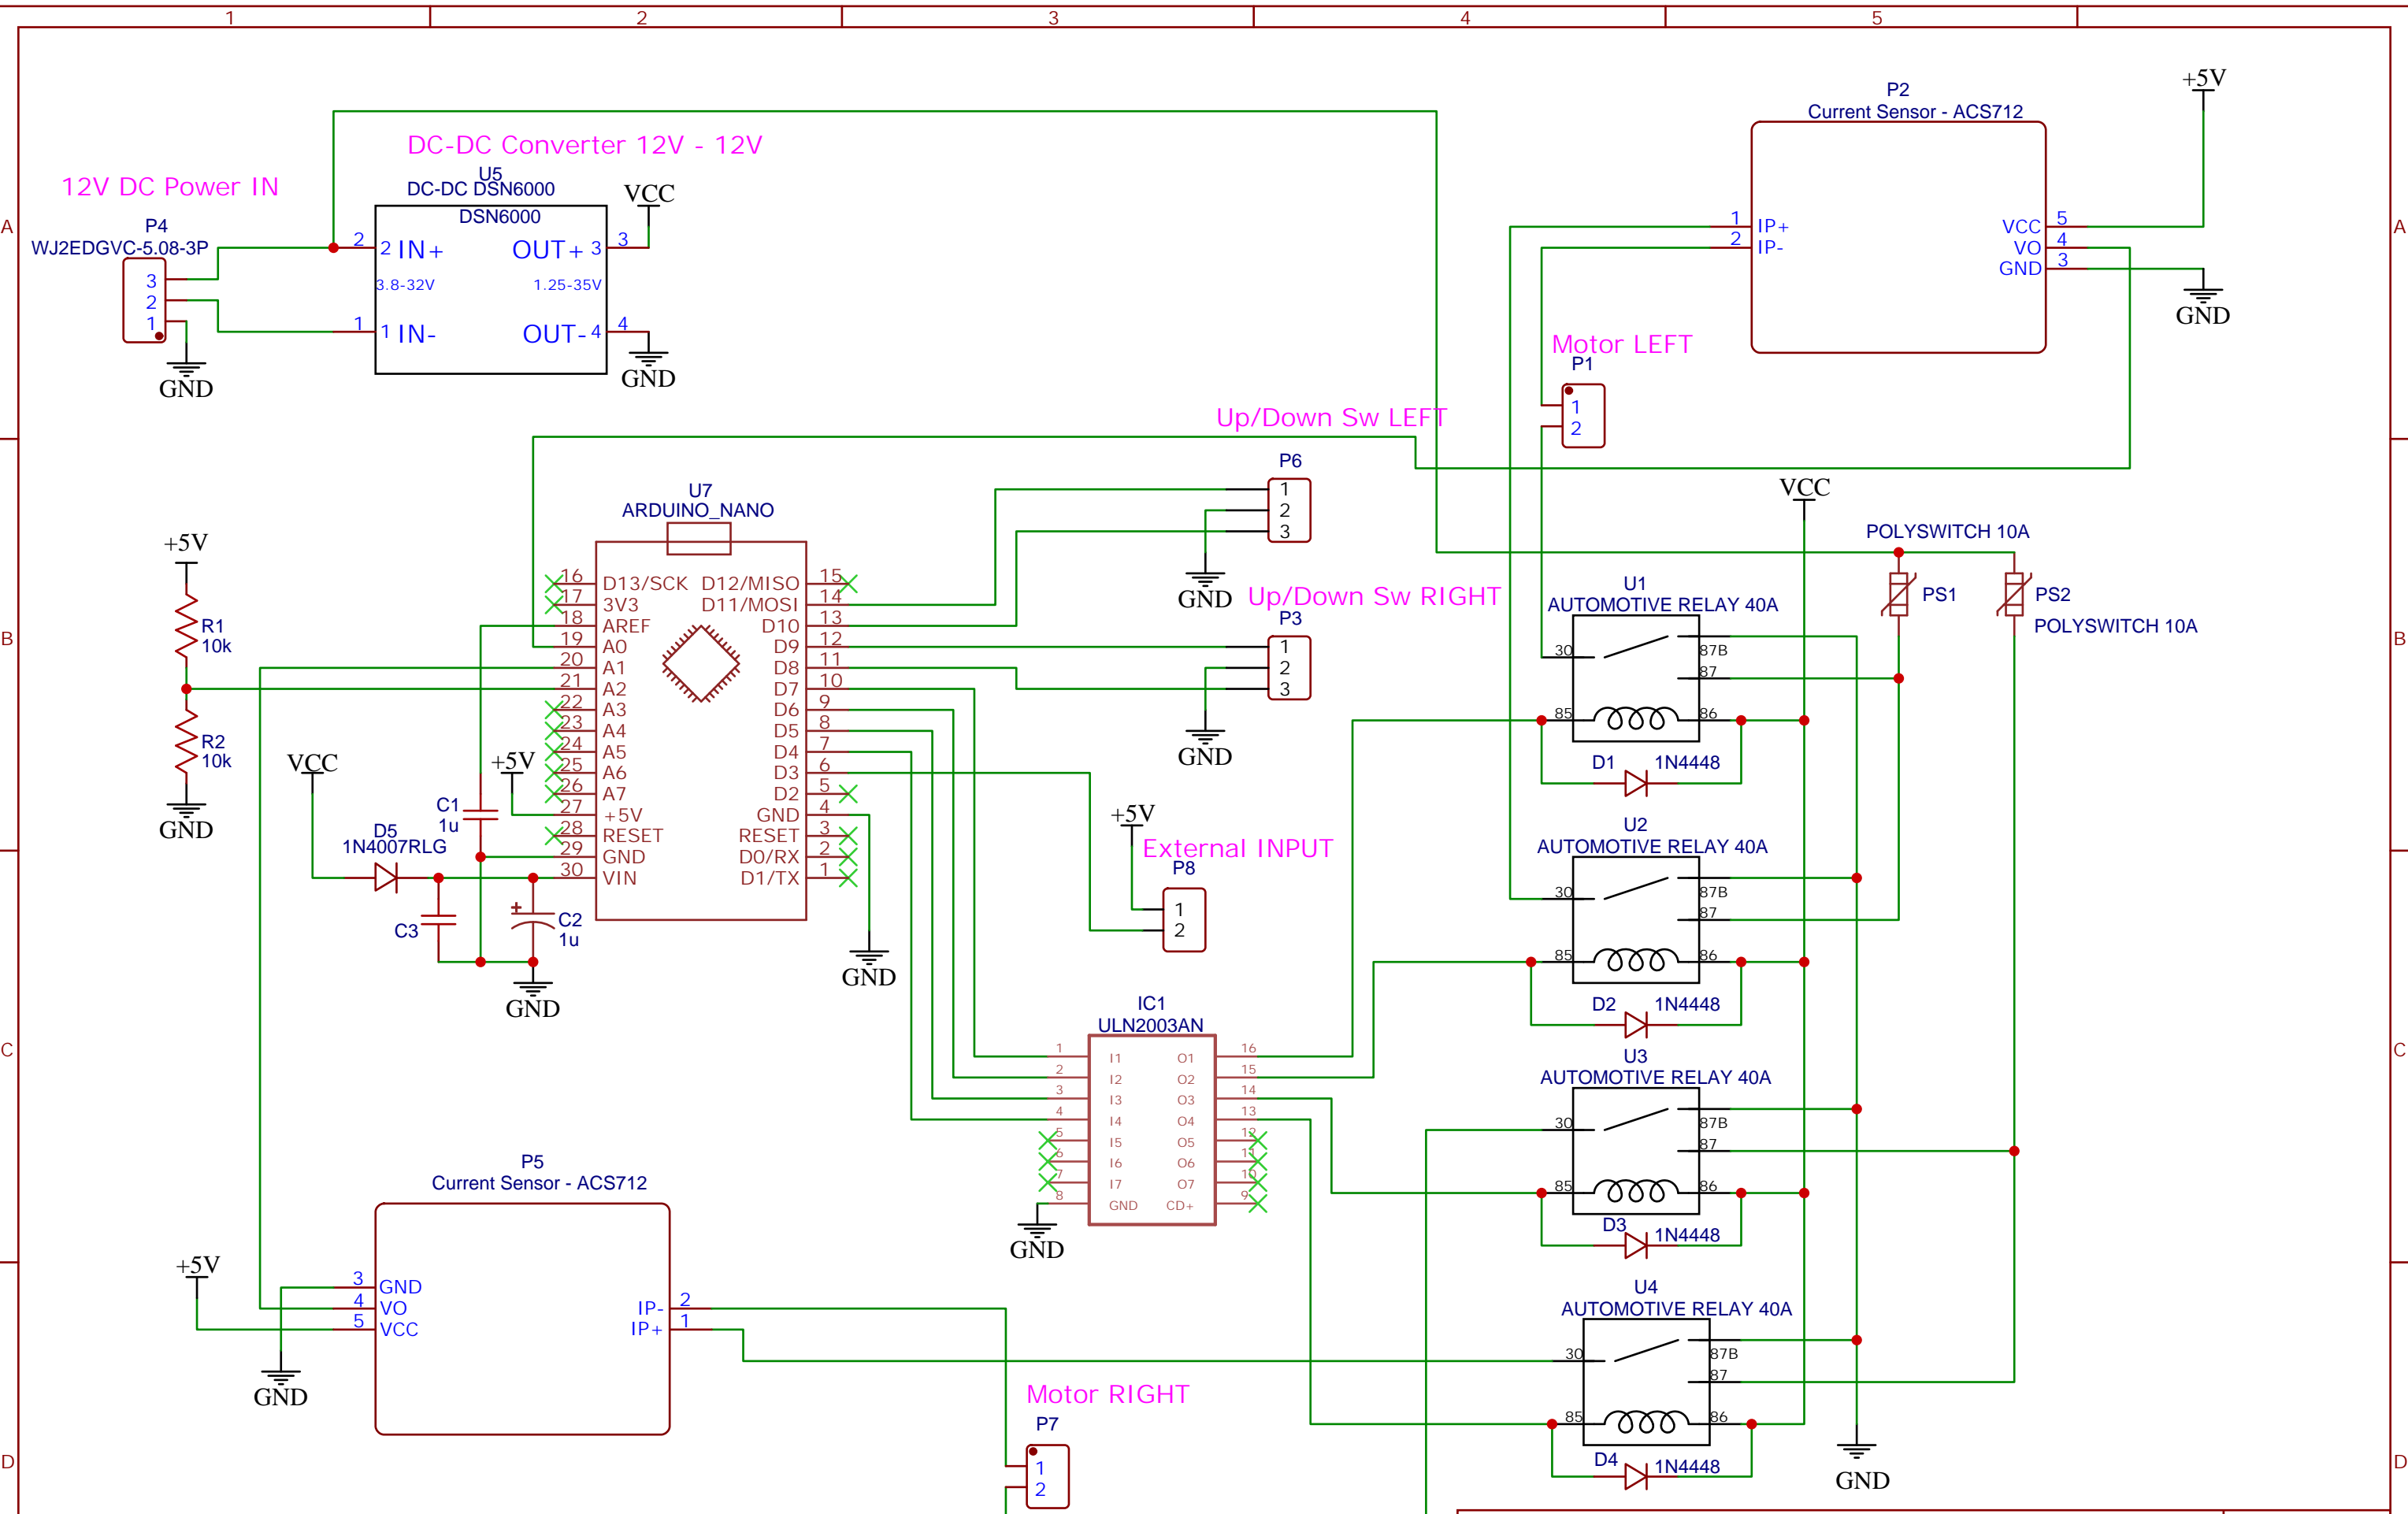 1 2 3 4 5
A
B
C
D
A
B
C
D
12V DC Power IN
P4
WJ2EDGVC-5.08-3P
3
2
1
GND
DC-DC Converter 12V - 12V
U5
DC-DC DSN6000
DSN6000
2 2 IN+ OUT+ 3 3
3.8-32V 1.25-35V
1 1 IN- OUT- 4 4
VCC
GND
P2
Current Sensor - ACS712
+5V
1 IP+
2 IP-
VCC 5
VO 4
GND 3
GND
Motor LEFT
P1
1
2
Up/Down Sw LEFT
P6
1
2
3
GND
Up/Down Sw RIGHT
P3
1
2
3
GND
U7
ARDUINO_NANO
16 D13/SCK D12/MISO 15
17 3V3 D11/MOSI 14
18 AREF D10 13
19 A0 D9 12
20 A1 D8 11
21 A2 D7 10
22 A3 D6 9
23 A4 D5 8
24 A5 D4 7
25 A6 D3 6
26 A7 D2 5
27 +5V GND 4
28 RESET RESET 3
29 GND D0/RX 2
30 VIN D1/TX 1
GND
+5V
R1
10k
R2
10k
GND
VCC
D5
1N4007RLG
+5V
C1
1u
C3
+
C2
1u
GND
+5V
External INPUT
P8
1
2
VCC
POLYSWITCH 10A
PS1
PS2
POLYSWITCH 10A
U1
AUTOMOTIVE RELAY 40A
30
87B
87
85 86
D1 1N4448
U2
AUTOMOTIVE RELAY 40A
30
87B
87
85 86
D2 1N4448
U3
AUTOMOTIVE RELAY 40A
30
87B
87
85 86
D3 1N4448
U4
AUTOMOTIVE RELAY 40A
30
87B
87
85 86
D4 1N4448
GND
IC1
ULN2003AN
1 I1 O1 16
2 I2 O2 15
3 I3 O3 14
4 I4 O4 13
5 I5 O5 12
6 I6 O6 11
7 I7 O7 10
8 GND CD+ 9
GND
P5
Current Sensor - ACS712
+5V
3 GND
4 VO
5 VCC
IP- 2
IP+ 1
GND
Motor RIGHT
P7
1
2